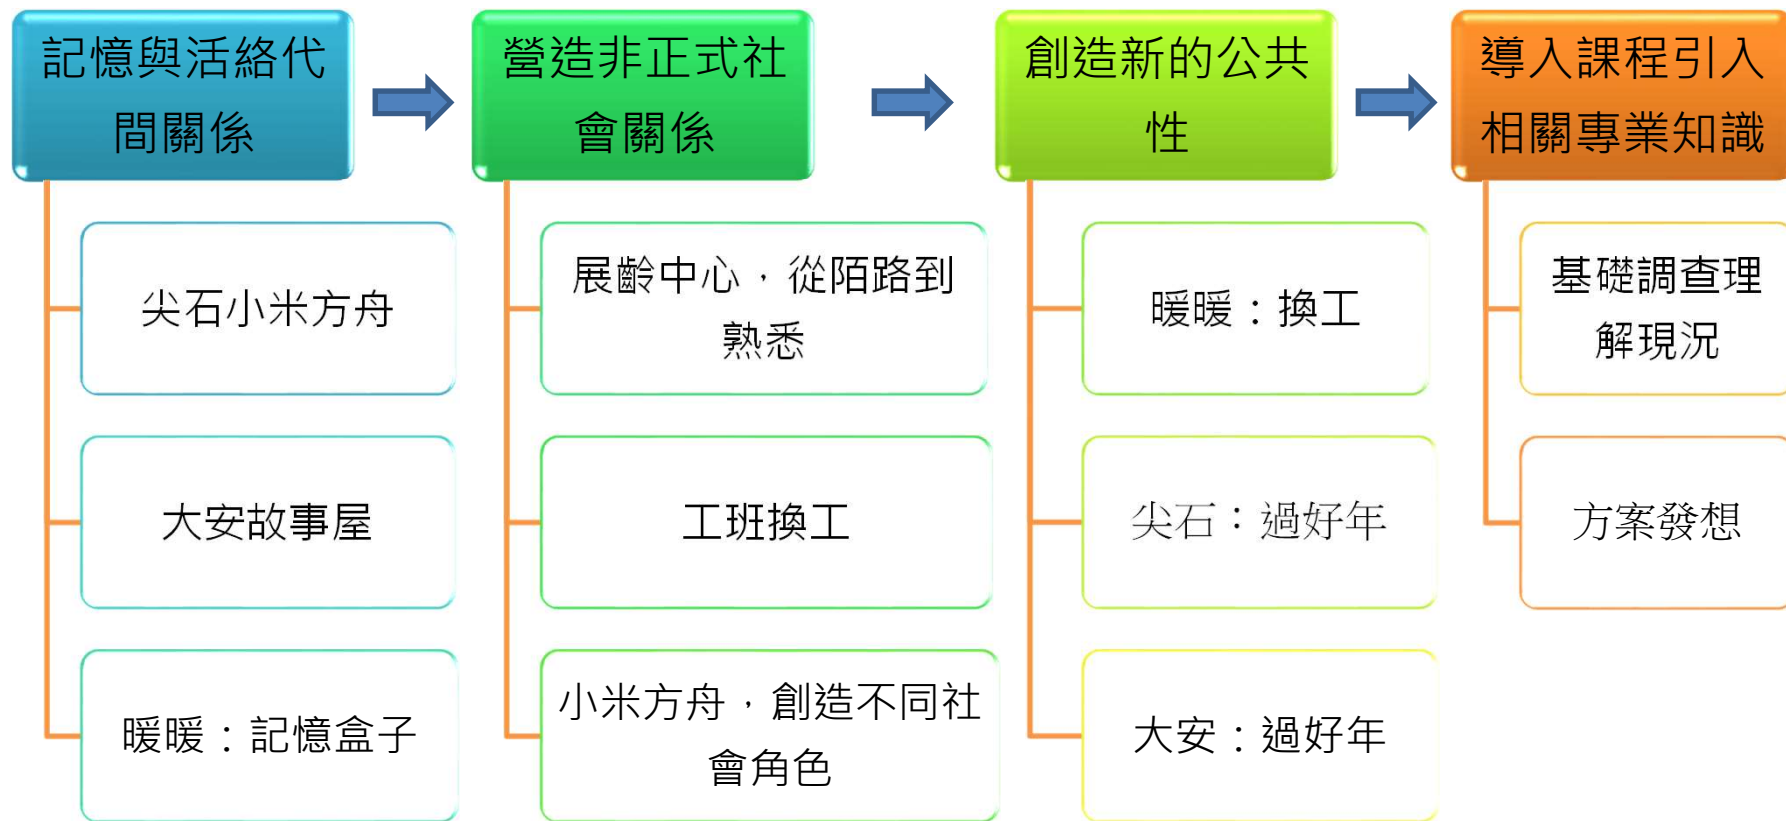 記憶與活絡代
間關係
尖石小米方舟
大安故事屋
暖暖：記憶盒子
營造非正式社
會關係
展齡中心，從陌路到
熟悉
工班換工
小米方舟，創造不同社
會角色
創造新的公共
性
暖暖：換工
尖石：過好年
大安：過好年
導入課程引入
相關專業知識
基礎調查理
解現況
方案發想